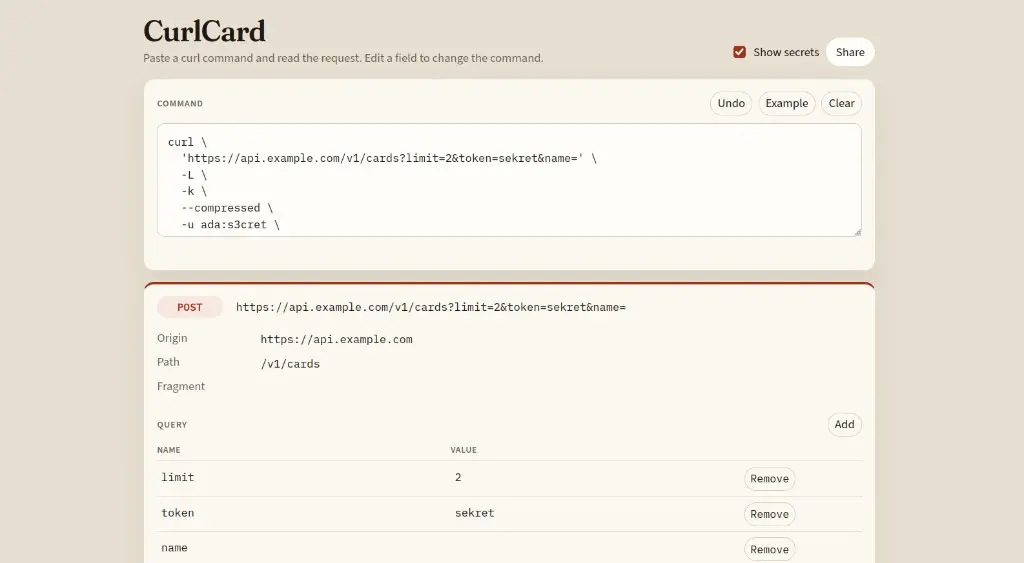 CurlCard
Paste a curl command and read the request. Edit a field to change the command.
Show secrets
Share
COMMAND
Undo
Example
Clear
curl \
'https://api.example.com/v1/cards?limit=2&token=sekret&name=' \
-L \
-k \
--compressed \
-u ada:s3cret \
POST
https://api.example.com/v1/cards?limit=2&token=sekret&name=
Origin
https://api.example.com
Path
/v1/cards
Fragment
QUERY
Add
NAME
VALUE
limit
2
Remove
token
sekret
Remove
name
Remove